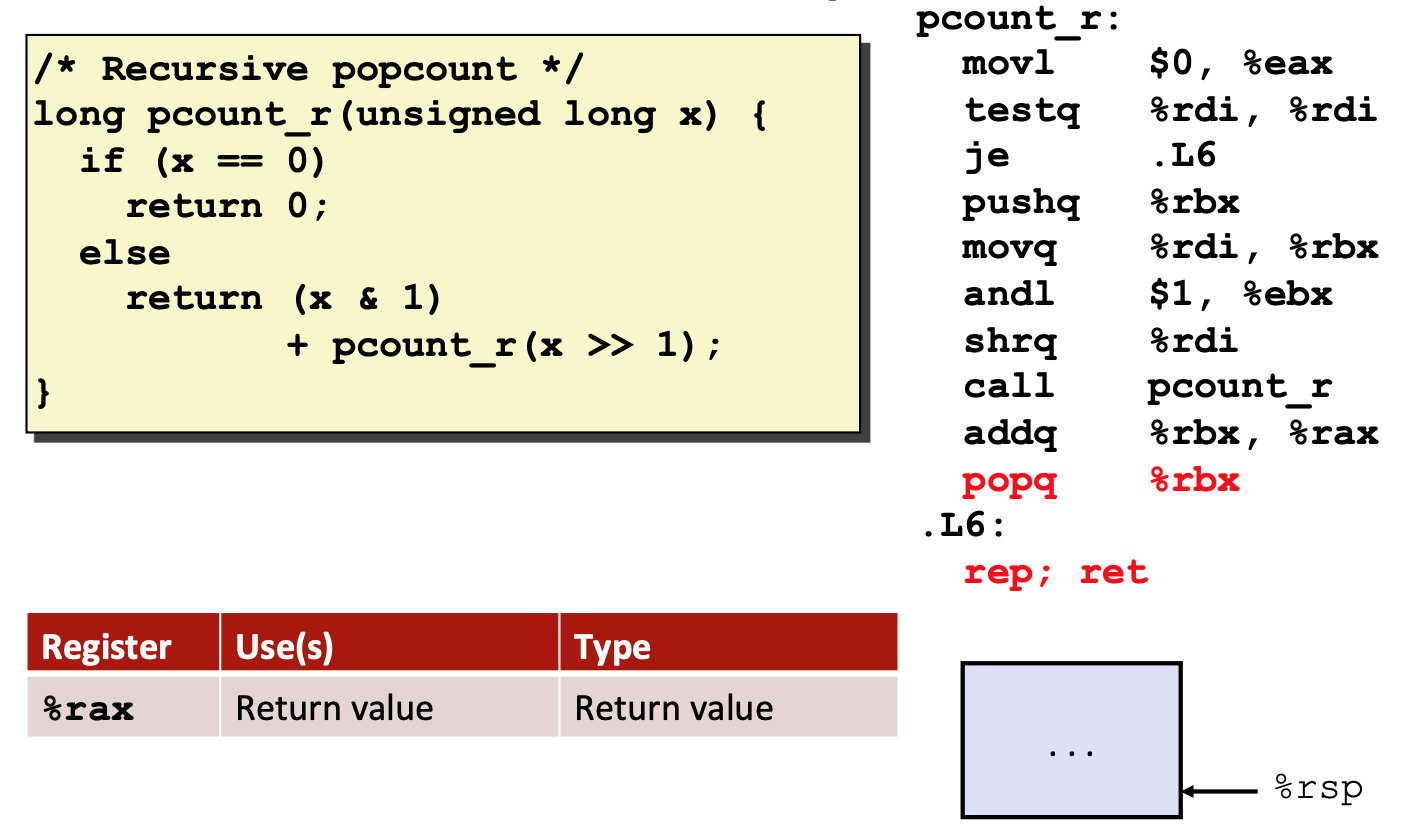 /* Recursive popcount */
long pcount_r(unsigned long x) {
  if (x == 0)
    return 0;
  else
    return (x & 1)
           + pcount_r(x >> 1);
}
pcount_r:
  movl    $0, %eax
  testq   %rdi, %rdi
  je      .L6
  pushq   %rbx
  movq    %rdi, %rbx
  andl    $1, %ebx
  shrq    %rdi
  call    pcount_r
  addq    %rbx, %rax
  popq    %rbx
.L6:
  rep; ret
Register Use(s) Type
%rax Return value Return value
...
%rsp